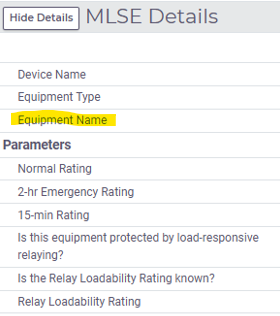 Hide Details MLSE Details
Device Name
Equipment Type
Equipment Name
Parameters
Normal Rating
2-hr Emergency Rating
15-min Rating
Is this equipment protected by load-responsive
relaying?
Is the Relay Loadability Rating known?
Relay Loadability Rating